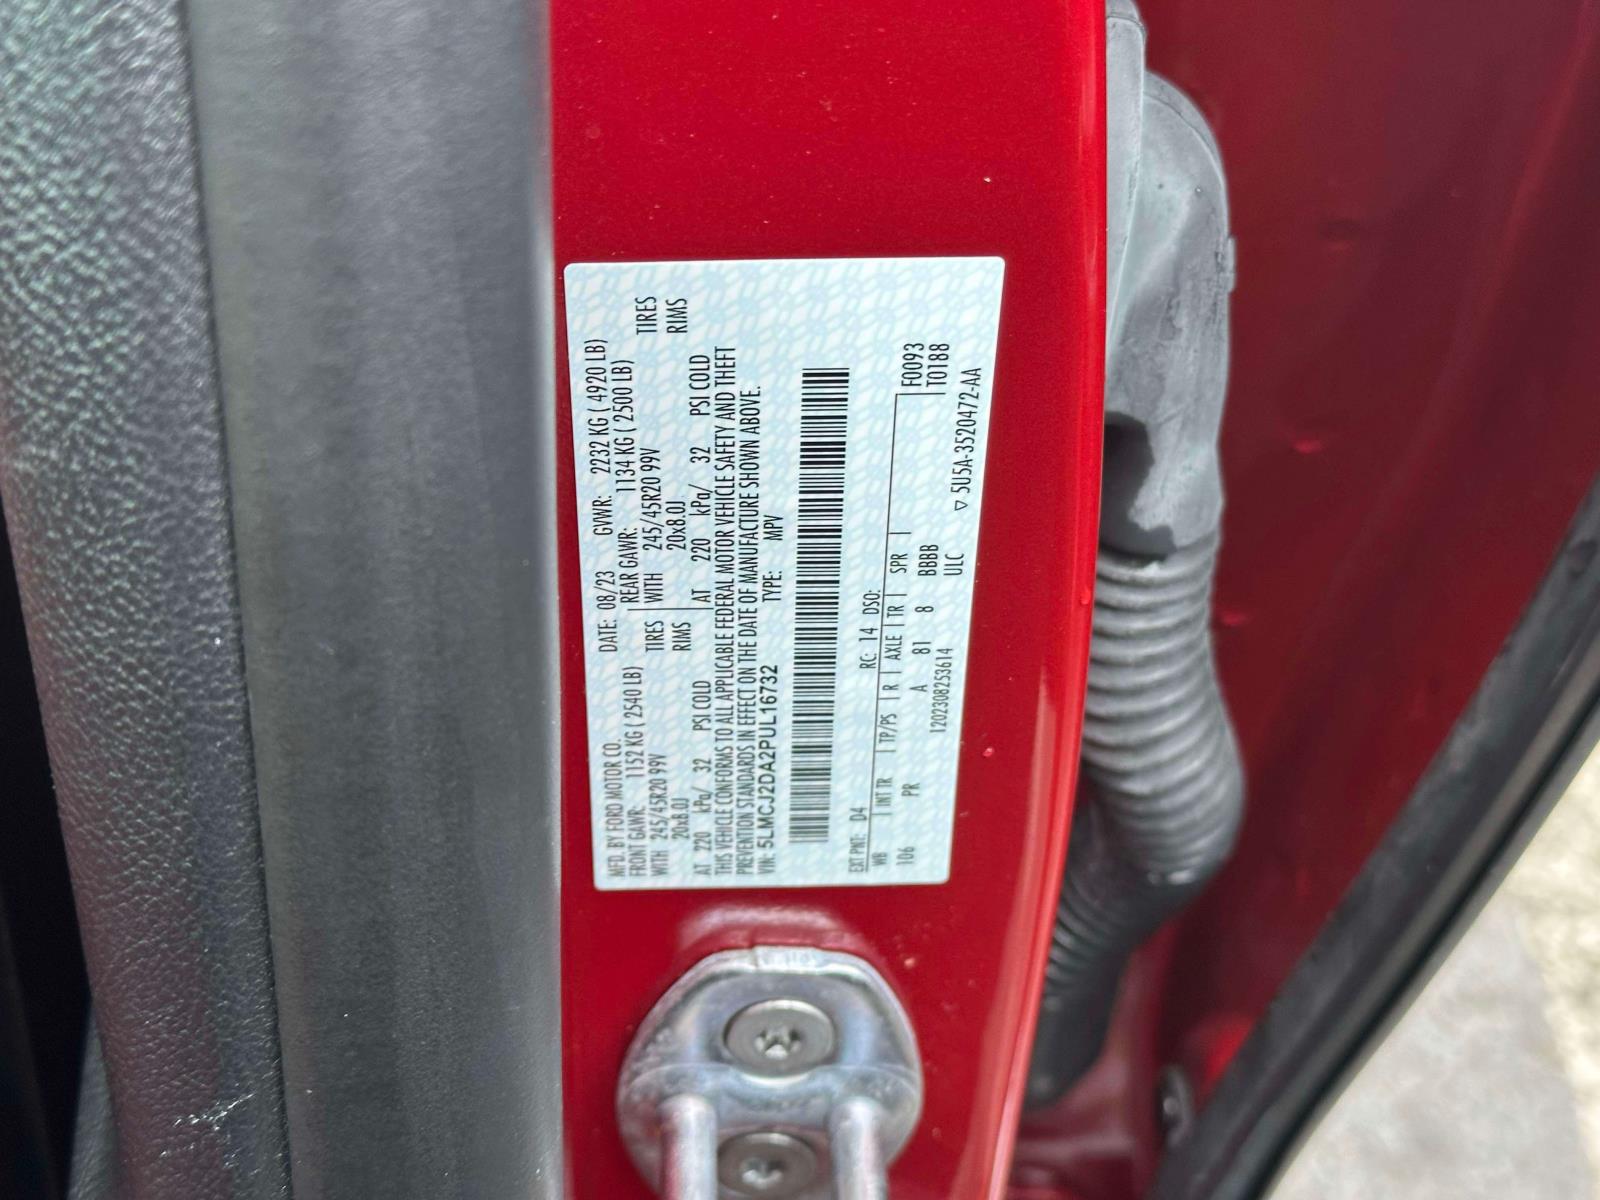 MFD. BY FORD MOTOR CO.
DATE: 08/23 GVWR: 2232 KG ( 4920 LB)
FRONT GAWR: 1152 KG ( 2540 LB) REAR GAWR: 1134 KG ( 2500 LB)
WITH 245/45R20 99V TIRES WITH 245/45R20 99V TIRES
20x8.0J RIMS 20x8.0J RIMS
AT 220 kPa/ 32 PSI COLD AT 220 kPa/ 32 PSI COLD
THIS VEHICLE CONFORMS TO ALL APPLICABLE FEDERAL MOTOR VEHICLE SAFETY AND THEFT
PREVENTION STANDARDS IN EFFECT ON THE DATE OF MANUFACTURE SHOWN ABOVE.
VIN: 5LMCJ2DA2PUL16732 TYPE: MPV
EXT PNT: D4 RC: 14 DSO: F0093
WB INT TR TP/PS R AXLE TR SPR T0188
106 PR A 81 8 BBBB
1202308253614 ULC
▽ 5U5A-3520472-AA